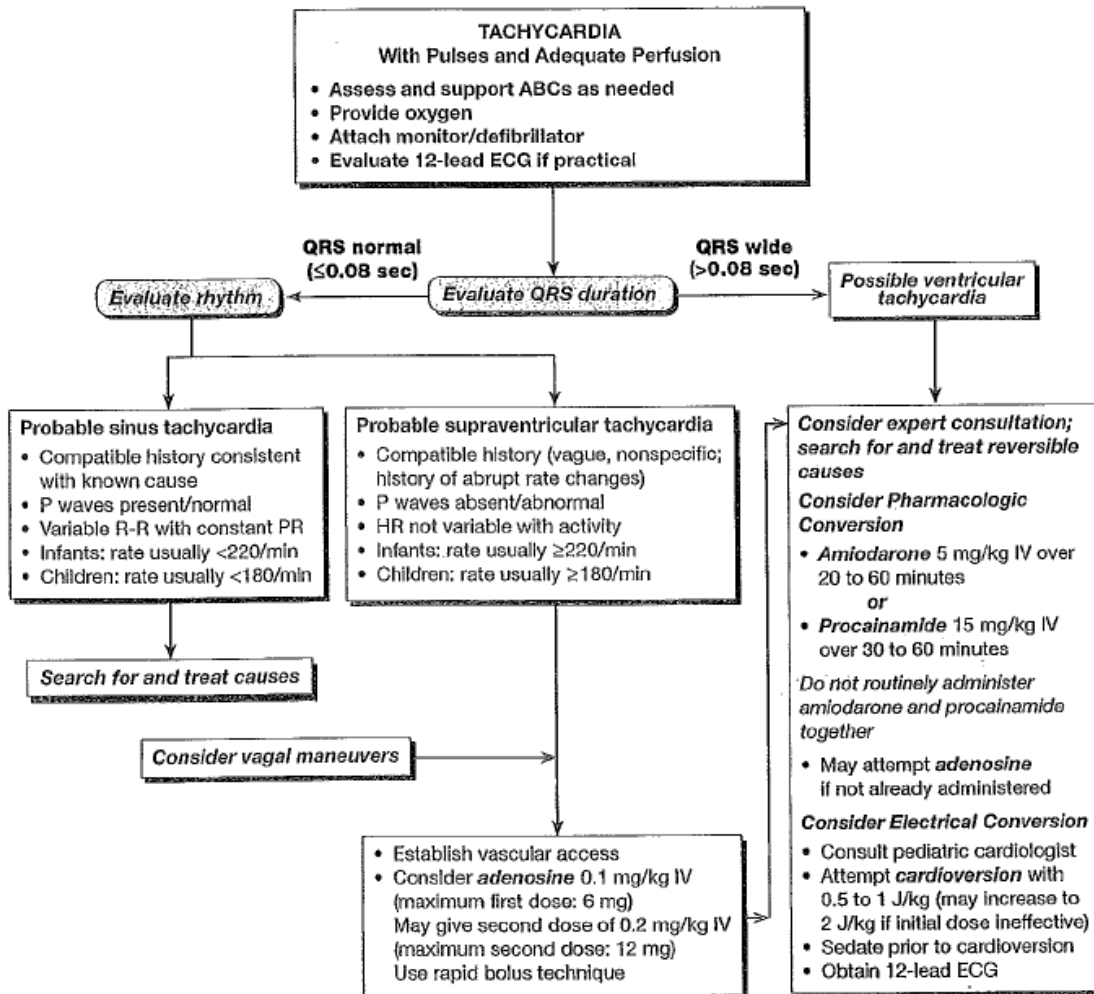 TACHYCARDIA
With Pulses and Adequate Perfusion
• Assess and support ABCs as needed
• Provide oxygen
• Attach monitor/defibrillator
• Evaluate 12-lead ECG if practical
QRS normal
(≤0.08 sec)
QRS wide
(>0.08 sec)
Evaluate rhythm
Evaluate QRS duration
Possible ventricular
tachycardia
Probable sinus tachycardia
• Compatible history consistent
with known cause
• P waves present/normal
• Variable R-R with constant PR
• Infants: rate usually <220/min
• Children: rate usually <180/min
Probable supraventricular tachycardia
• Compatible history (vague, nonspecific;
history of abrupt rate changes)
• P waves absent/abnormal
• HR not variable with activity
• Infants: rate usually ≥220/min
• Children: rate usually ≥180/min
Search for and treat causes
Consider vagal maneuvers
• Establish vascular access
• Consider adenosine 0.1 mg/kg IV
(maximum first dose: 6 mg)
May give second dose of 0.2 mg/kg IV
(maximum second dose: 12 mg)
Use rapid bolus technique
Consider expert consultation;
search for and treat reversible
causes
Consider Pharmacologic
Conversion
• Amiodarone 5 mg/kg IV over
20 to 60 minutes
or
• Procainamide 15 mg/kg IV
over 30 to 60 minutes
Do not routinely administer
amiodarone and procainamide
together
• May attempt adenosine
if not already administered
Consider Electrical Conversion
• Consult pediatric cardiologist
• Attempt cardioversion with
0.5 to 1 J/kg (may increase to
2 J/kg if initial dose ineffective)
• Sedate prior to cardioversion
• Obtain 12-lead ECG